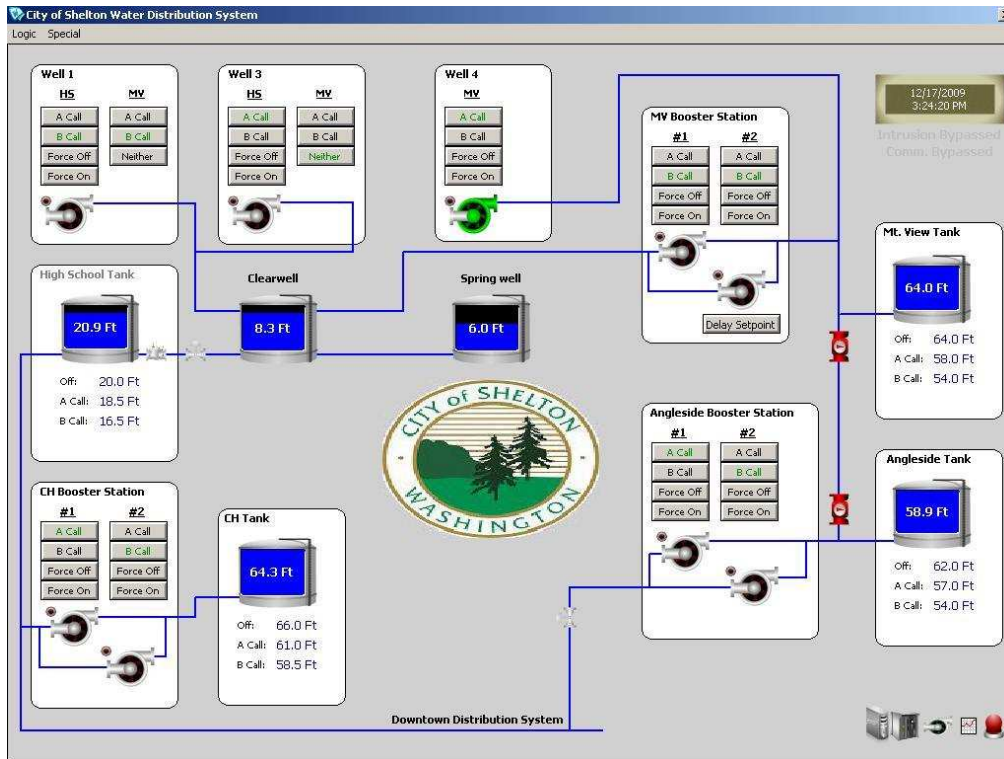 City of Shelton Water Distribution System
Logic Special
Well 1
HS MV
A Call A Call
B Call B Call
Force Off Neither
Force On
Well 3
HS MV
A Call A Call
B Call B Call
Force Off Neither
Force On
Well 4
MV
A Call
B Call
Force Off
Force On
MV Booster Station
#1 #2
A Call A Call
B Call B Call
Force Off Force Off
Force On Force On
Delay Setpoint
12/17/2009
3:24:20 PM
Intrusion Bypassed
Comm. Bypassed
Mt. View Tank
64.0 Ft
Off: 64.0 Ft
A Call: 58.0 Ft
B Call: 54.0 Ft
High School Tank
20.9 Ft
Off: 20.0 Ft
A Call: 18.5 Ft
B Call: 16.5 Ft
Clearwell
8.3 Ft
Spring well
6.0 Ft
CITY of SHELTON
WASHINGTON
Angleside Booster Station
#1 #2
A Call A Call
B Call B Call
Force Off Force Off
Force On Force On
Angleside Tank
58.9 Ft
Off: 62.0 Ft
A Call: 57.0 Ft
B Call: 54.0 Ft
CH Booster Station
#1 #2
A Call A Call
B Call B Call
Force Off Force Off
Force On Force On
CH Tank
64.3 Ft
Off: 66.0 Ft
A Call: 61.0 Ft
B Call: 58.5 Ft
Downtown Distribution System